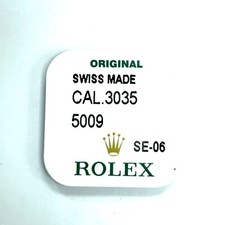 ORIGINAL
SWISS MADE
CAL.3035
5009
SE-06
ROLEX